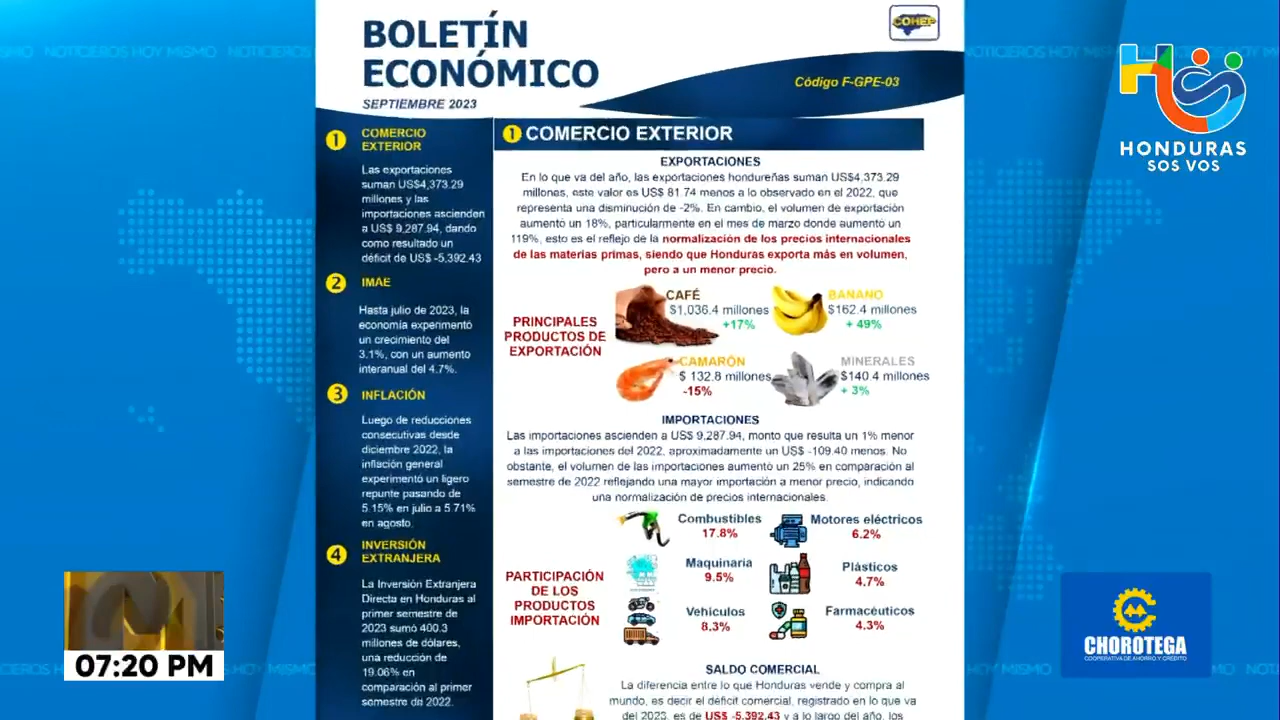 NOTICIEROS HOY MISMO
BOLETÍN
ECONÓMICO
SEPTIEMBRE 2023
COHEP
Código F-GPE-03
HONDURAS
SOS VOS
1
COMERCIO
EXTERIOR
Las exportaciones
suman US$4,373.29
millones y las
importaciones ascienden
a US$ 9,287.94, dando
como resultado un
déficit de US$ -5,392.43
2
IMAE
Hasta julio de 2023, la
economía experimentó
un crecimiento del
3.1%, con un aumento
interanual del 4.7%.
3
INFLACIÓN
Luego de reducciones
consecutivas desde
diciembre 2022, la
inflación general
experimentó un ligero
repunte pasando de
5.15% en julio a 5.71%
en agosto.
4
INVERSIÓN
EXTRANJERA
La Inversión Extranjera
Directa en Honduras al
primer semestre de
2023 sumó 400.3
millones de dólares,
una reducción de
19.06% en
comparación al primer
semestre de 2022.
1 COMERCIO EXTERIOR
EXPORTACIONES
En lo que va del año, las exportaciones hondureñas suman US$4,373.29
millones, este valor es US$ 81.74 menos a lo observado en el 2022, que
representa una disminución de -2%. En cambio, el volumen de exportación
aumentó un 18%, particularmente en el mes de marzo donde aumentó un
119%, esto es el reflejo de la normalización de los precios internacionales
de las materias primas, siendo que Honduras exporta más en volumen,
pero a un menor precio.
PRINCIPALES
PRODUCTOS DE
EXPORTACIÓN
CAFÉ
$1,036.4 millones
+17%
BANANO
$162.4 millones
+ 49%
CAMARÓN
$ 132.8 millones
-15%
MINERALES
$140.4 millones
+ 3%
IMPORTACIONES
Las importaciones ascienden a US$ 9,287.94, monto que resulta un 1% menor
a las importaciones del 2022, aproximadamente un US$ -109.40 menos. No
obstante, el volumen de las importaciones aumentó un 25% en comparación al
semestre de 2022 reflejando una mayor importación a menor precio, indicando
una normalización de precios internacionales.
PARTICIPACIÓN
DE LOS
PRODUCTOS
IMPORTACIÓN
Combustibles
17.8%
Motores eléctricos
6.2%
Maquinaria
9.5%
Plásticos
4.7%
Vehículos
8.3%
Farmacéuticos
4.3%
SALDO COMERCIAL
La diferencia entre lo que Honduras vende y compra al
mundo, es decir el déficit comercial, registrado en lo que va
del 2023, es de US$ -5,392.43 y a lo largo del año, los
07:20 PM
CHOROTEGA
COOPERATIVA DE AHORRO Y CRÉDITO